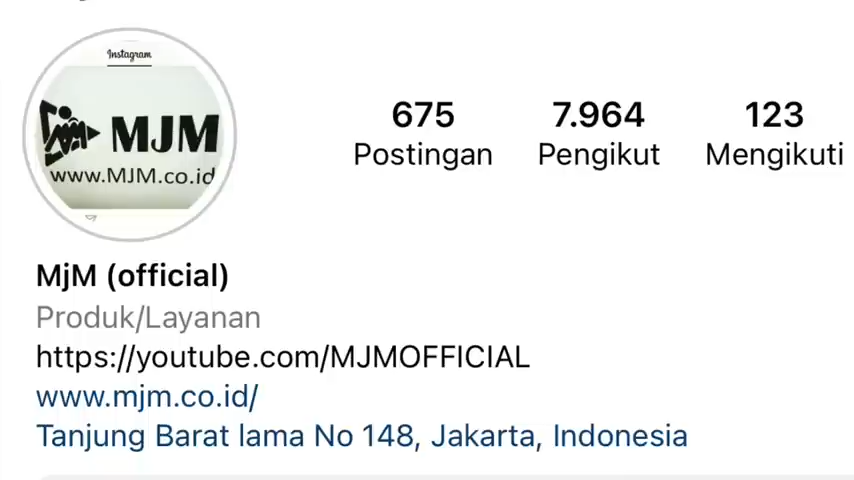 Instagram
MJM
www.MJM.co.id
675 7.964 123
Postingan Pengikut Mengikuti
MjM (official)
Produk/Layanan
https://youtube.com/MJMOFFICIAL
www.mjm.co.id/
Tanjung Barat lama No 148, Jakarta, Indonesia